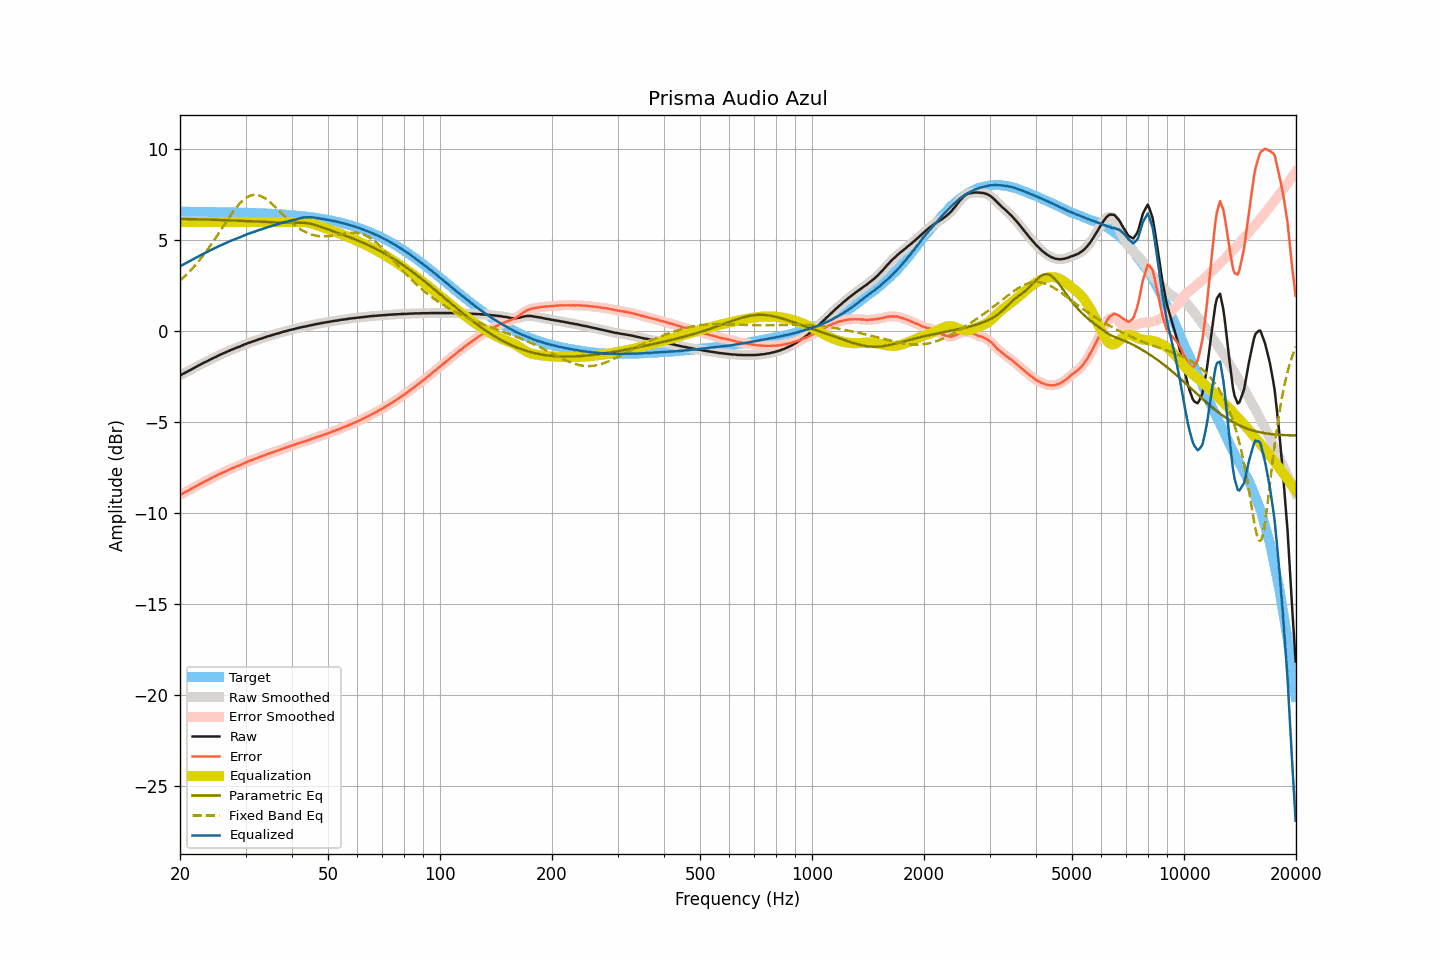 Prisma Audio Azul
10
5
0
−5
−10
−15
−20
−25
Amplitude (dBr)
Target
Raw Smoothed
Error Smoothed
Raw
Error
Equalization
Parametric Eq
Fixed Band Eq
Equalized
20 50 100 200 500 1000 2000 5000 10000 20000
Frequency (Hz)